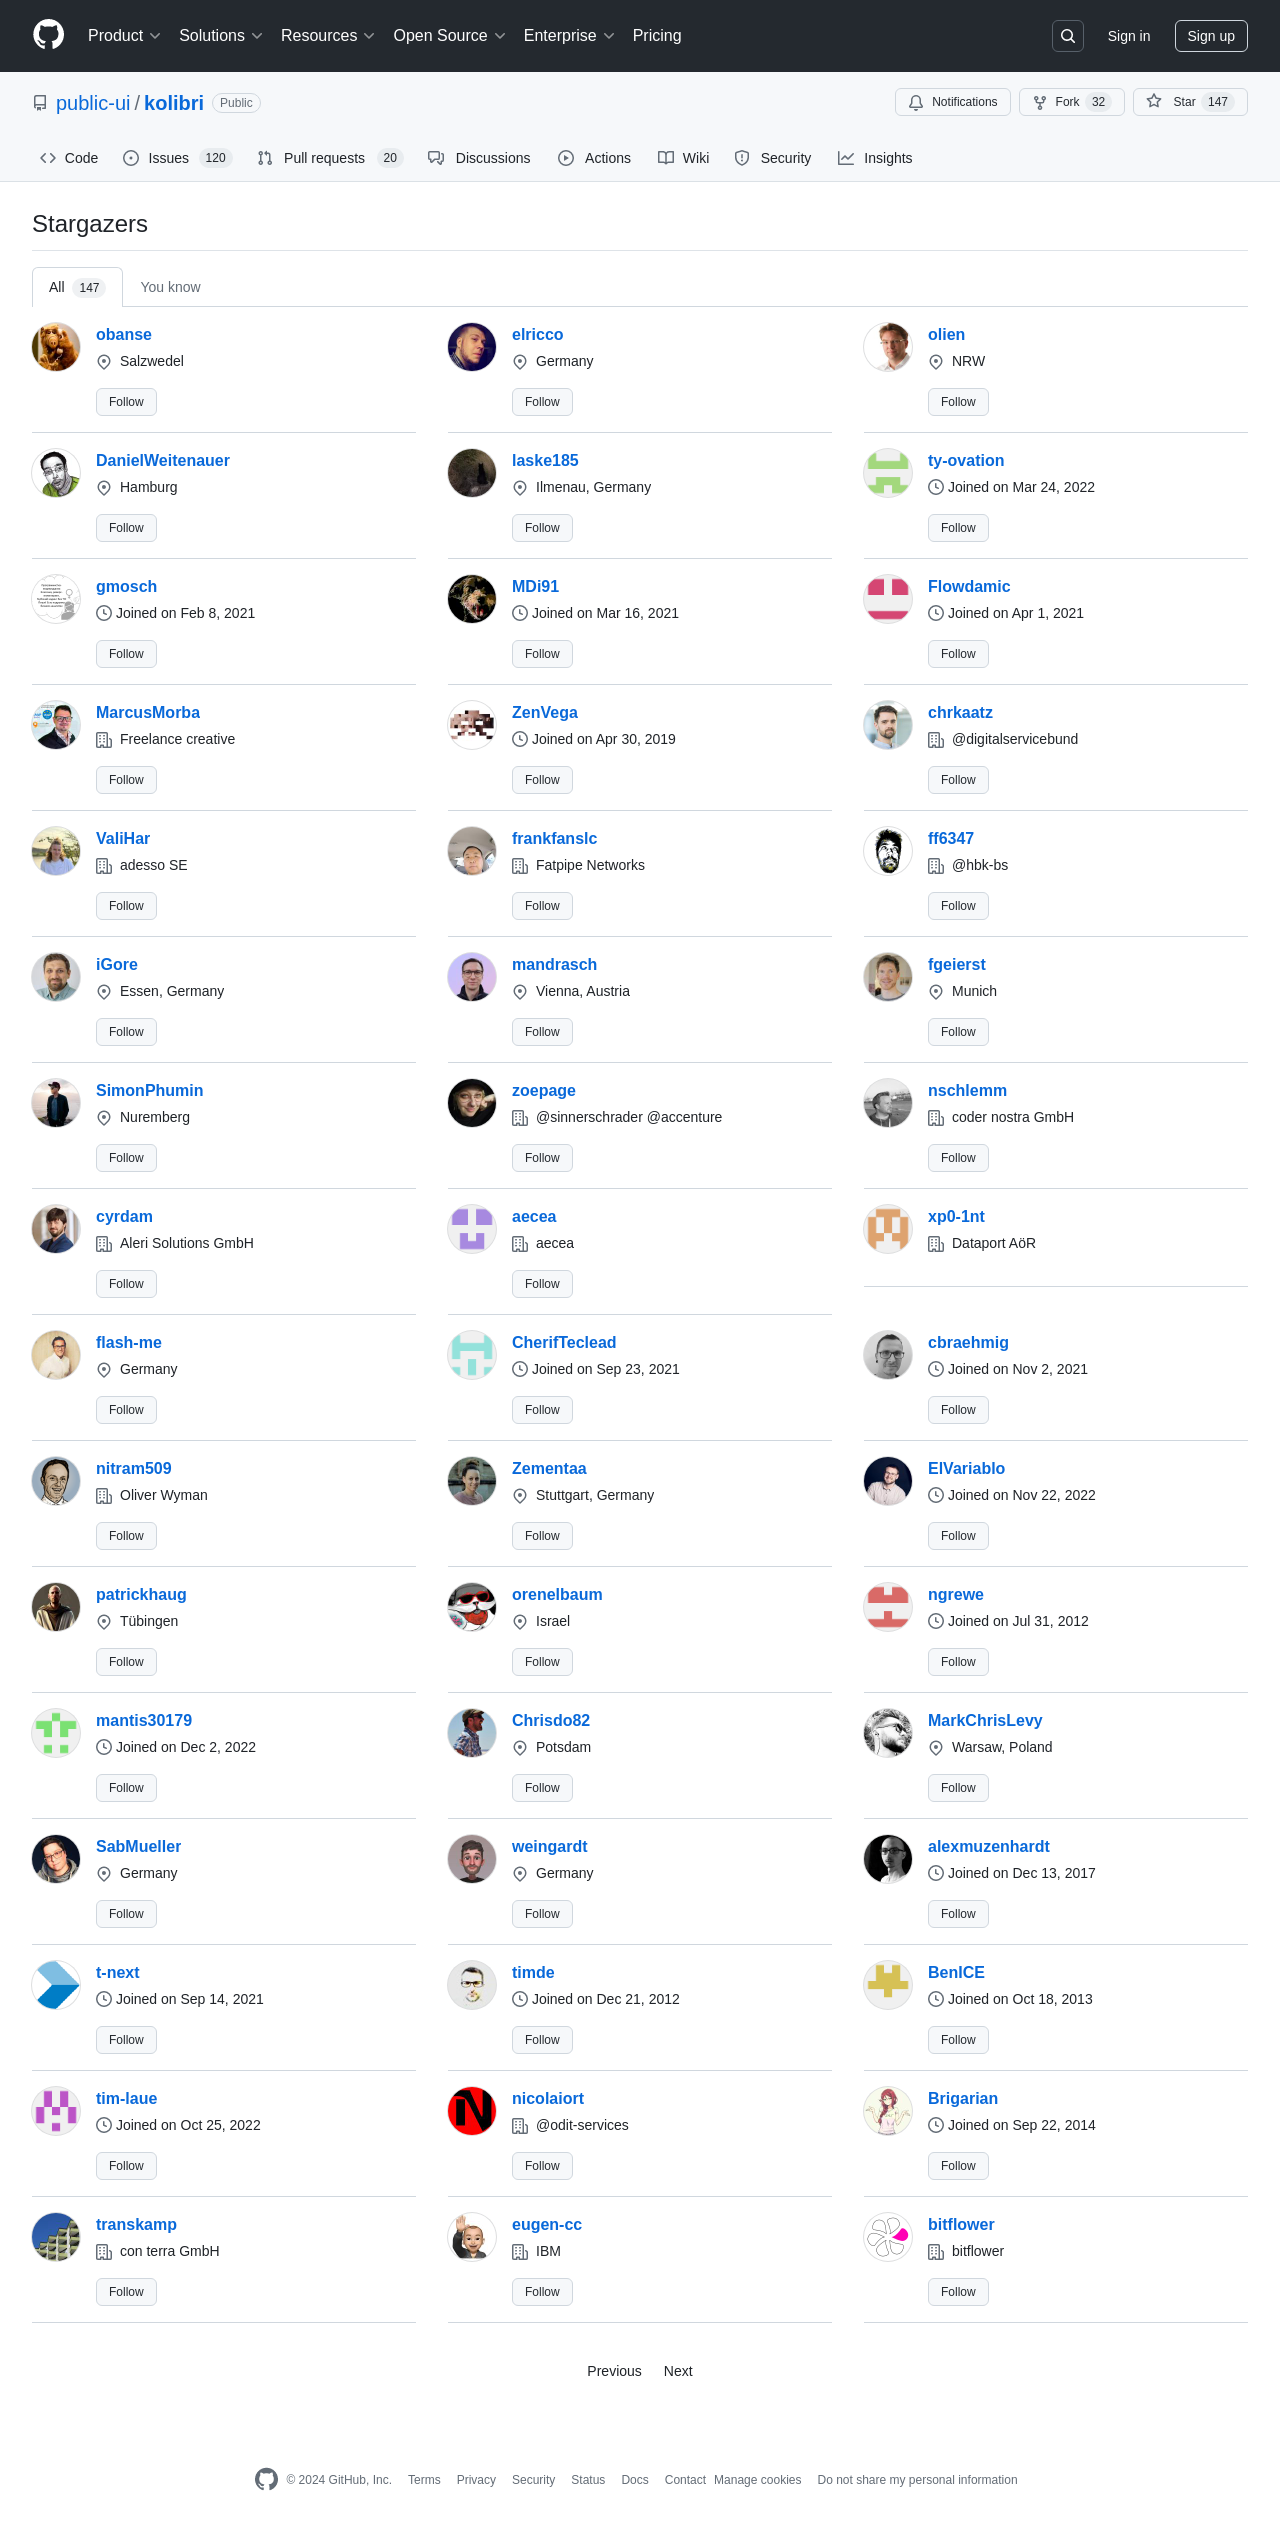 Product Solutions Resources Open Source Enterprise Pricing Sign in Sign up
public-ui / kolibri Public Notifications Fork 32 Star 147
Code Issues 120 Pull requests 20 Discussions Actions Wiki Security Insights
Stargazers
All 147 You know
obanse elricco olien
Salzwedel Germany NRW
Follow Follow Follow
DanielWeitenauer laske185 ty-ovation
Hamburg Ilmenau, Germany Joined on Mar 24, 2022
Follow Follow Follow
gmosch MDi91 Flowdamic
Joined on Feb 8, 2021 Joined on Mar 16, 2021 Joined on Apr 1, 2021
Follow Follow Follow
MarcusMorba ZenVega chrkaatz
Freelance creative Joined on Apr 30, 2019 @digitalservicebund
Follow Follow Follow
ValiHar frankfanslc ff6347
adesso SE Fatpipe Networks @hbk-bs
Follow Follow Follow
iGore mandrasch fgeierst
Essen, Germany Vienna, Austria Munich
Follow Follow Follow
SimonPhumin zoepage nschlemm
Nuremberg @sinnerschrader @accenture coder nostra GmbH
Follow Follow Follow
cyrdam aecea xp0-1nt
Aleri Solutions GmbH aecea Dataport AöR
Follow Follow
flash-me CherifTeclead cbraehmig
Germany Joined on Sep 23, 2021 Joined on Nov 2, 2021
Follow Follow Follow
nitram509 Zementaa ElVariablo
Oliver Wyman Stuttgart, Germany Joined on Nov 22, 2022
Follow Follow Follow
patrickhaug orenelbaum ngrewe
Tübingen Israel Joined on Jul 31, 2012
Follow Follow Follow
mantis30179 Chrisdo82 MarkChrisLevy
Joined on Dec 2, 2022 Potsdam Warsaw, Poland
Follow Follow Follow
SabMueller weingardt alexmuzenhardt
Germany Germany Joined on Dec 13, 2017
Follow Follow Follow
t-next timde BenICE
Joined on Sep 14, 2021 Joined on Dec 21, 2012 Joined on Oct 18, 2013
Follow Follow Follow
tim-laue nicolaiort Brigarian
Joined on Oct 25, 2022 @odit-services Joined on Sep 22, 2014
Follow Follow Follow
transkamp eugen-cc bitflower
con terra GmbH IBM bitflower
Follow Follow Follow
Previous Next
© 2024 GitHub, Inc. Terms Privacy Security Status Docs Contact Manage cookies Do not share my personal information